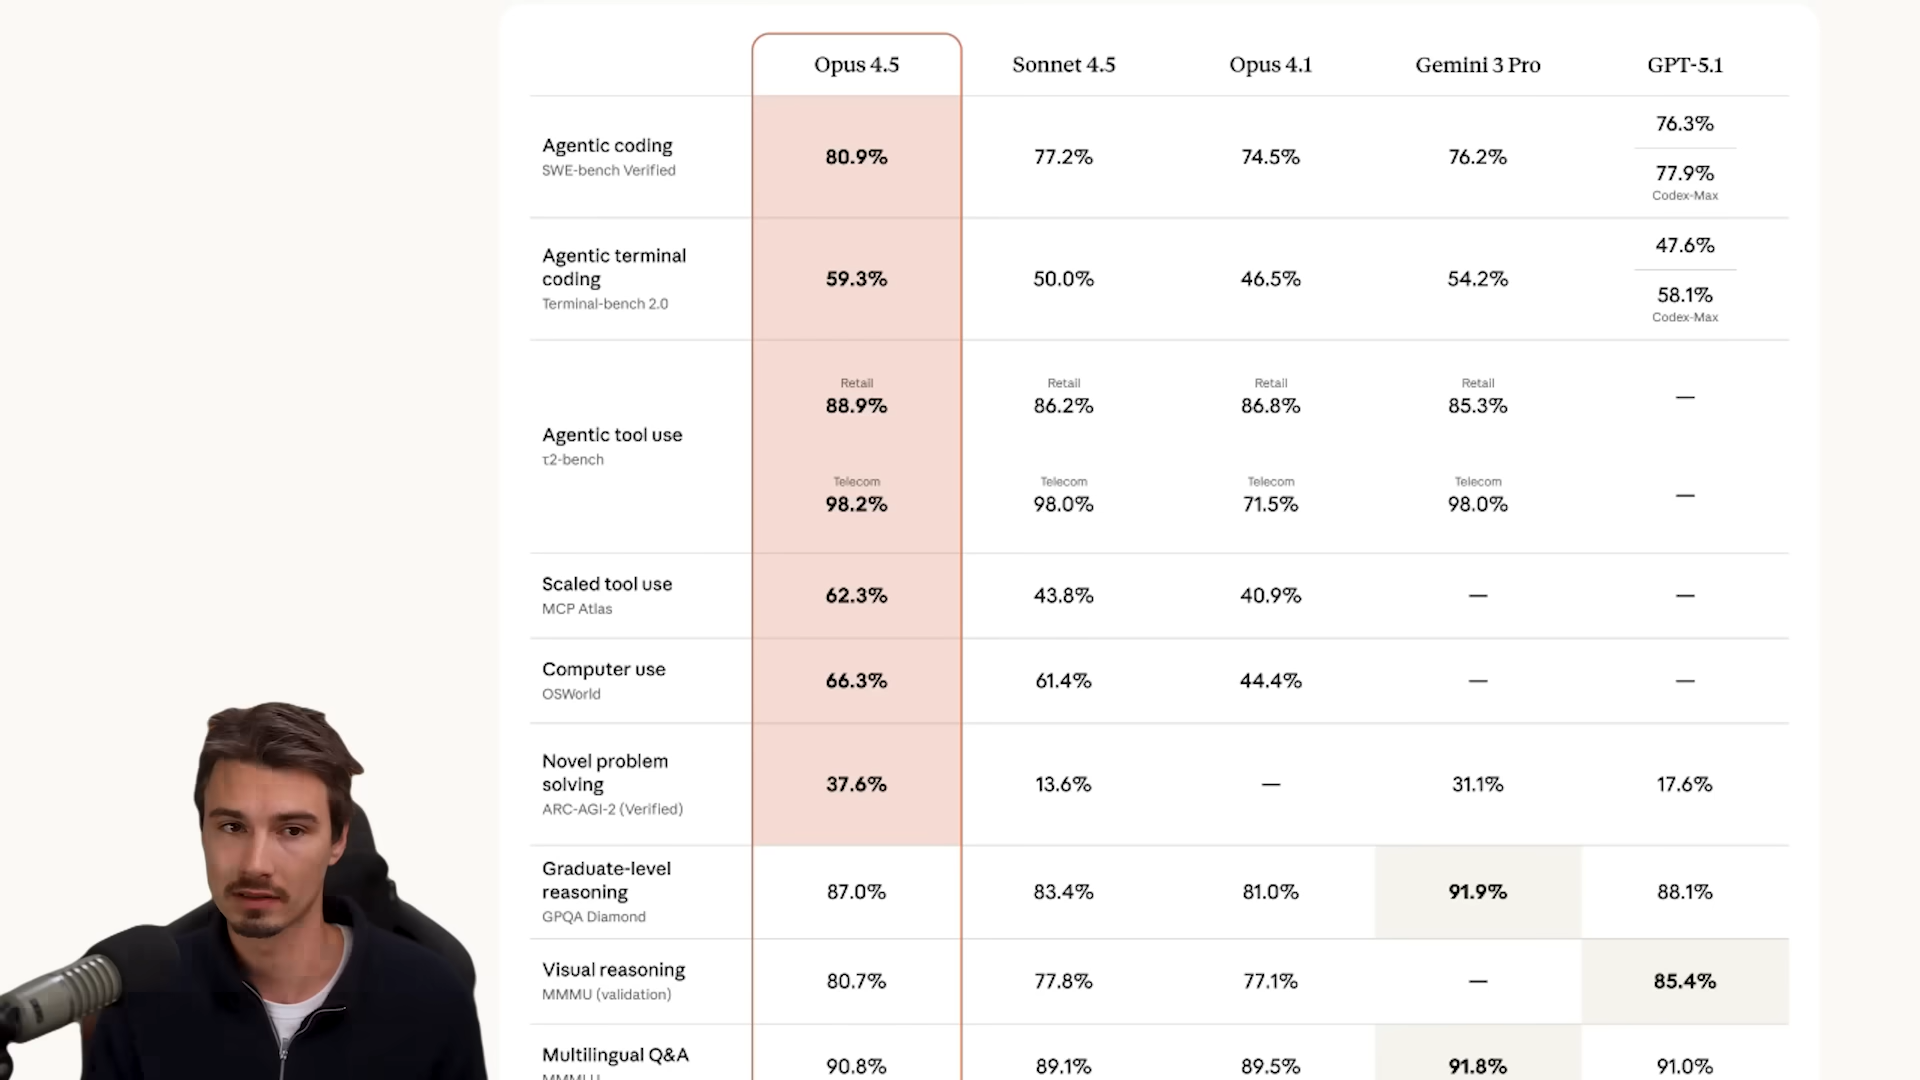 Opus 4.5 Sonnet 4.5 Opus 4.1 Gemini 3 Pro GPT-5.1
Agentic coding
SWE-bench Verified
80.9% 77.2% 74.5% 76.2% 76.3%
77.9%
Codex-Max
Agentic terminal
coding
Terminal-bench 2.0
59.3% 50.0% 46.5% 54.2% 47.6%
58.1%
Codex-Max
Agentic tool use
τ2-bench
Retail Retail Retail Retail
88.9% 86.2% 86.8% 85.3% —
Telecom Telecom Telecom Telecom
98.2% 98.0% 71.5% 98.0% —
Scaled tool use
MCP Atlas
62.3% 43.8% 40.9% — —
Computer use
OSWorld
66.3% 61.4% 44.4% — —
Novel problem
solving
ARC-AGI-2 (Verified)
37.6% 13.6% — 31.1% 17.6%
Graduate-level
reasoning
GPQA Diamond
87.0% 83.4% 81.0% 91.9% 88.1%
Visual reasoning
MMMU (validation)
80.7% 77.8% 77.1% — 85.4%
Multilingual Q&A
90.8% 89.1% 89.5% 91.8% 91.0%